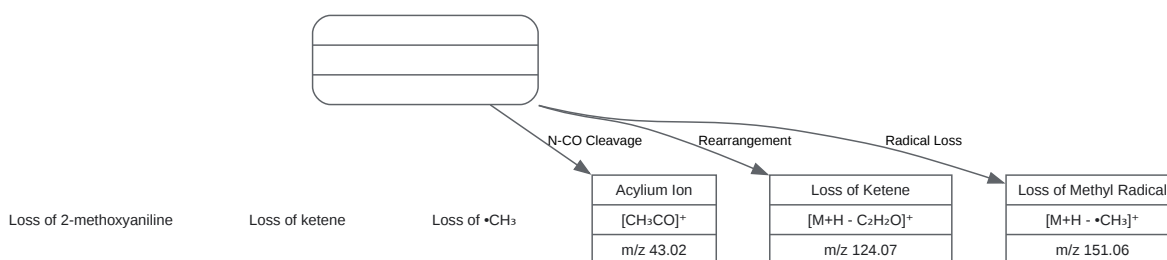 N-CO Cleavage
Rearrangement
Radical Loss
Acylium Ion
Loss of Ketene
Loss of Methyl Radical
Loss of 2-methoxyaniline
Loss of ketene
Loss of •CH₃
[CH₃CO]⁺
[M+H - C₂H₂O]⁺
[M+H - •CH₃]⁺
m/z 43.02
m/z 124.07
m/z 151.06